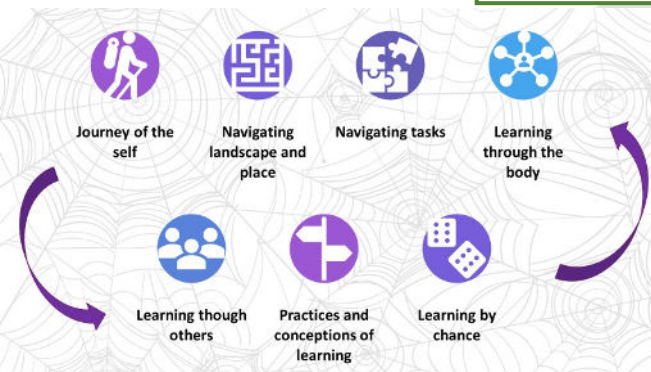 Journey of the
self
Navigating
landscape and
place
Navigating tasks
Learning
through the
body
Learning though
others
Practices and
conceptions of
learning
Learning by
chance